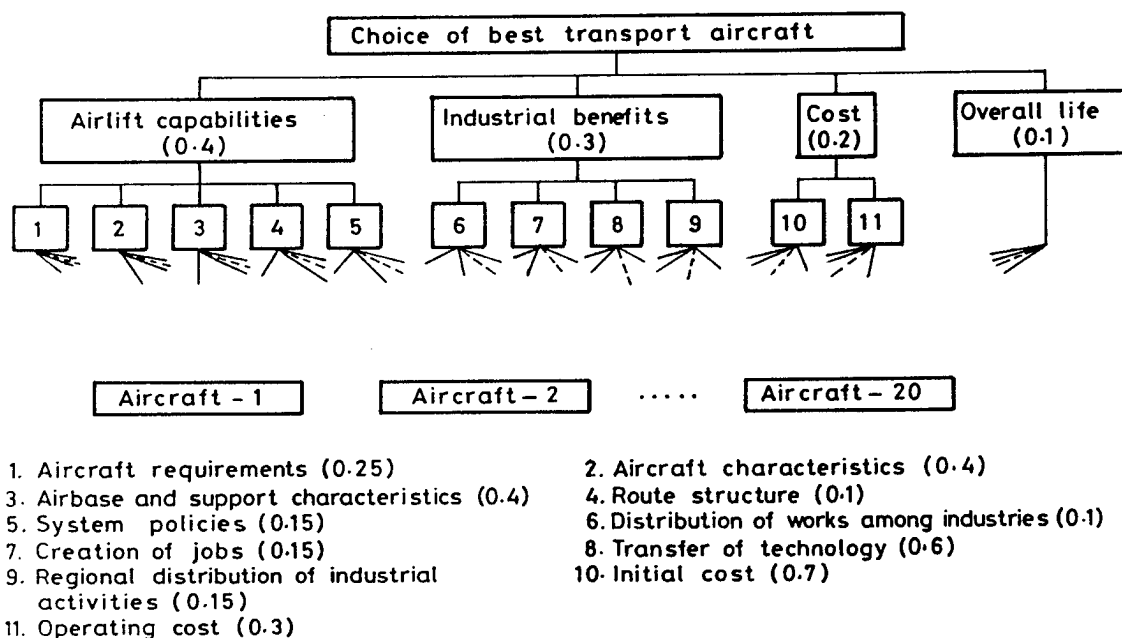 Choice of best transport aircraft
Airlift capabilities
(0.4)
Industrial benefits
(0.3)
Cost
(0.2)
Overall life
(0.1)
1 2 3 4 5 6 7 8 9 10 11
Aircraft - 1 Aircraft - 2 ..... Aircraft - 20
1. Aircraft requirements (0.25)
2. Aircraft characteristics (0.4)
3. Airbase and support characteristics (0.4)
4. Route structure (0.1)
5. System policies (0.15)
6. Distribution of works among industries (0.1)
7. Creation of jobs (0.15)
8. Transfer of technology (0.6)
9. Regional distribution of industrial
activities (0.15)
10. Initial cost (0.7)
11. Operating cost (0.3)